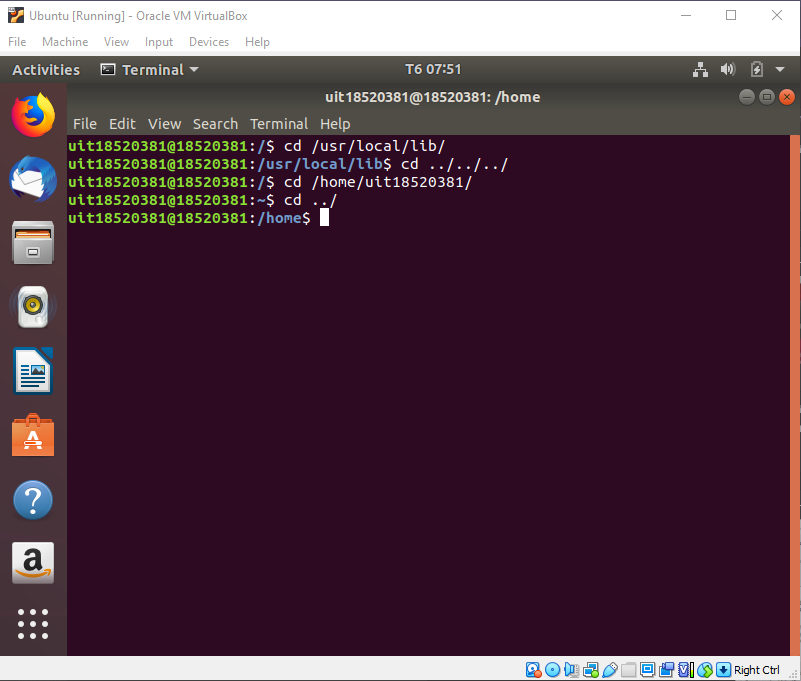 Ubuntu [Running] - Oracle VM VirtualBox
File Machine View Input Devices Help
Activities Terminal T6 07:51
uit18520381@18520381: /home
File Edit View Search Terminal Help
uit18520381@18520381:/$ cd /usr/local/lib/
uit18520381@18520381:/usr/local/lib$ cd ../../../
uit18520381@18520381:/$ cd /home/uit18520381/
uit18520381@18520381:~$ cd ../
uit18520381@18520381:/home$
Right Ctrl